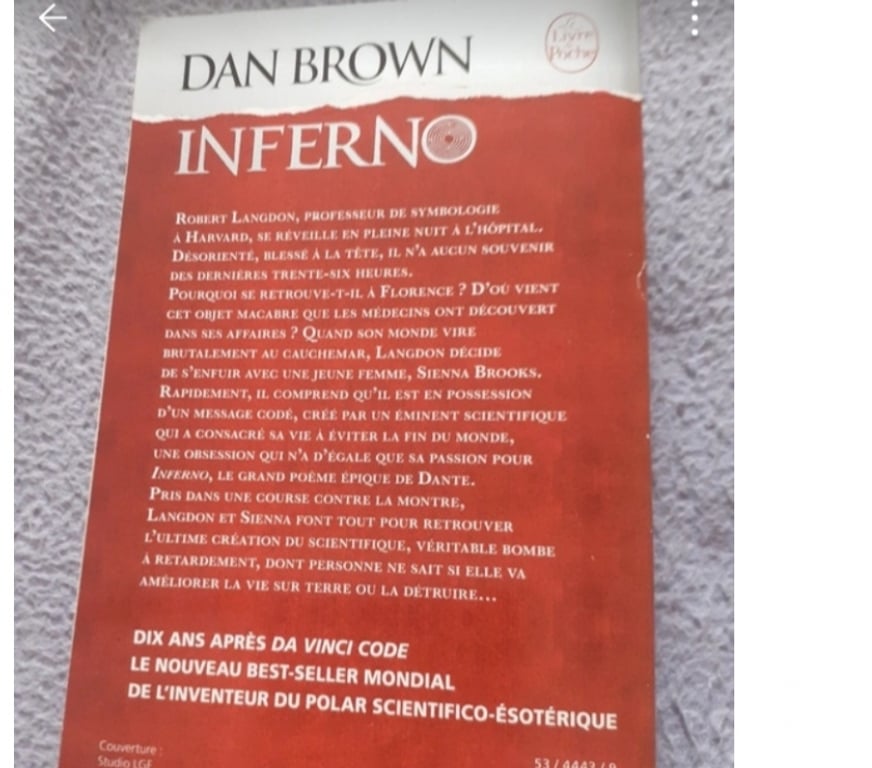 DAN BROWN
Le
Livre
de
Poche
INFERNO
ROBERT LANGDON, PROFESSEUR DE SYMBOLOGIE
À HARVARD, SE RÉVEILLE EN PLEINE NUIT À L'HÔPITAL.
DÉSORIENTÉ, BLESSÉ À LA TÊTE, IL N'A AUCUN SOUVENIR
DES DERNIÈRES TRENTE-SIX HEURES.
POURQUOI SE RETROUVE-T-IL À FLORENCE ? D'OÙ VIENT
CET OBJET MACABRE QUE LES MÉDECINS ONT DÉCOUVERT
DANS SES AFFAIRES ? QUAND SON MONDE VIRE
BRUTALEMENT AU CAUCHEMAR, LANGDON DÉCIDE
DE S'ENFUIR AVEC UNE JEUNE FEMME, SIENNA BROOKS.
RAPIDEMENT, IL COMPREND QU'IL EST EN POSSESSION
D'UN MESSAGE CODÉ, CRÉÉ PAR UN ÉMINENT SCIENTIFIQUE
QUI A CONSACRÉ SA VIE À ÉVITER LA FIN DU MONDE,
UNE OBSESSION QUI N'A D'ÉGALE QUE SA PASSION POUR
INFERNO, LE GRAND POÈME ÉPIQUE DE DANTE.
PRIS DANS UNE COURSE CONTRE LA MONTRE,
LANGDON ET SIENNA FONT TOUT POUR RETROUVER
L'ULTIME CRÉATION DU SCIENTIFIQUE, VÉRITABLE BOMBE
À RETARDEMENT, DONT PERSONNE NE SAIT SI ELLE VA
AMÉLIORER LA VIE SUR TERRE OU LA DÉTRUIRE...
DIX ANS APRÈS DA VINCI CODE
LE NOUVEAU BEST-SELLER MONDIAL
DE L'INVENTEUR DU POLAR SCIENTIFICO-ÉSOTÉRIQUE
Couverture :
Studio LGF
53 / 4443 / 9